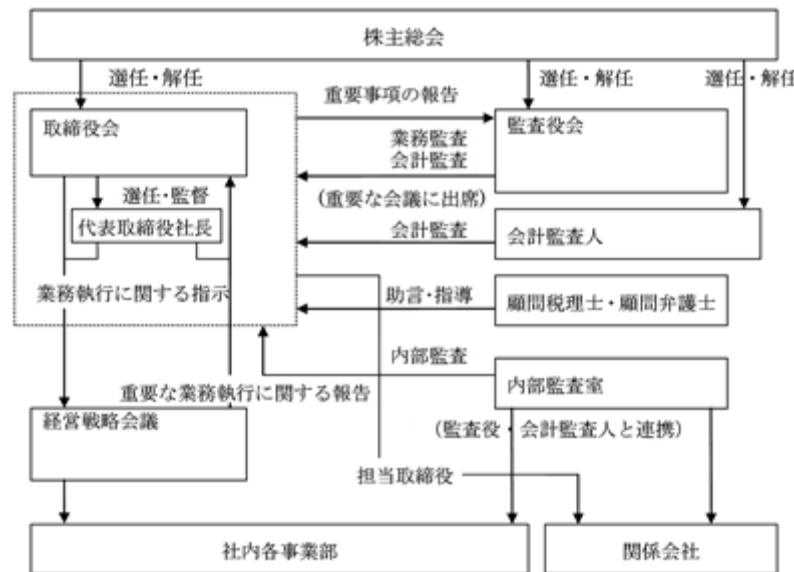 株主総会
選任・解任
選任・解任
選任・解任
重要事項の報告
取締役会
監査役会
業務監査
会計監査
選任・監督
(重要な会議に出席)
代表取締役社長
会計監査
会計監査人
業務執行に関する指示
助言・指導
顧問税理士・顧問弁護士
内部監査
内部監査室
重要な業務執行に関する報告
経営戦略会議
(監査役・会計監査人と連携)
担当取締役
社内各事業部
関係会社